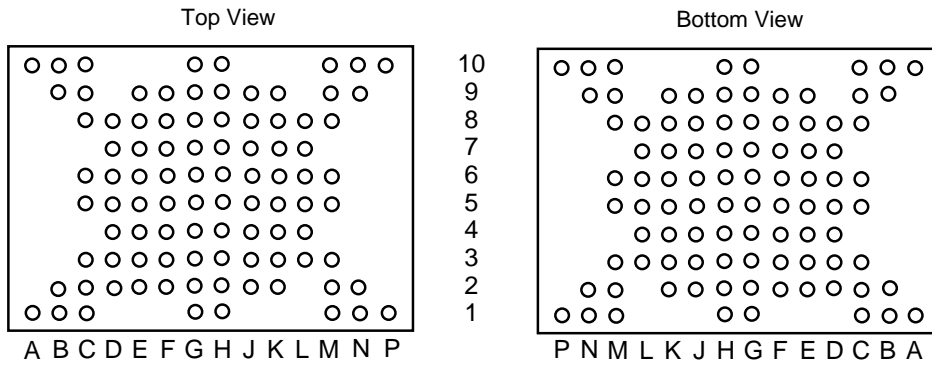 Top View
Bottom View
10
9
8
7
6
5
4
3
2
1
A B C D E F G H J K L M N P
P N M L K J H G F E D C B A